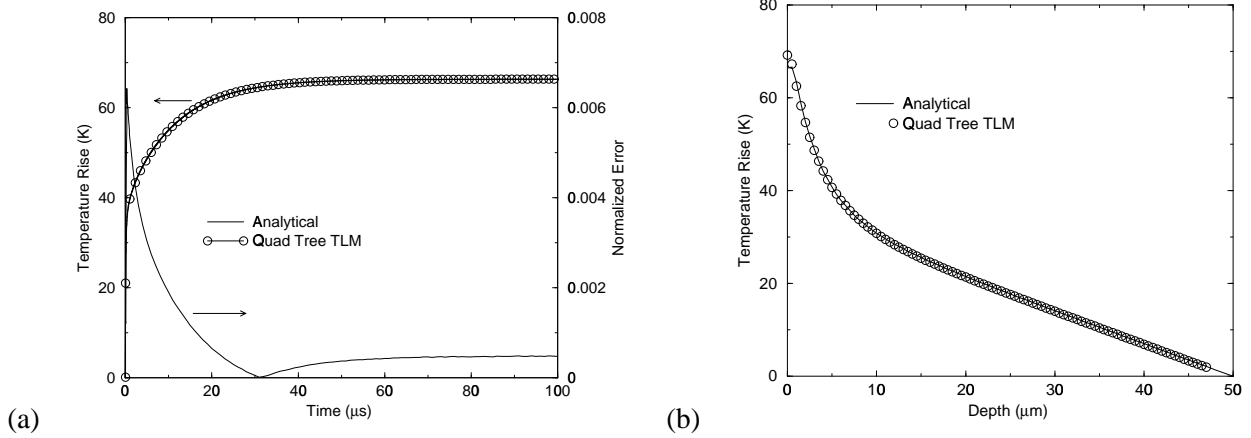 80
60
40
20
0
Temperature Rise (K)
0.008
0.006
0.004
0.002
0
Normalized Error
Analytical
Quad Tree TLM
0 20 40 60 80 100
Time (μs)
(a)
80
60
40
20
0
Temperature Rise (K)
Analytical
Quad Tree TLM
0 10 20 30 40 50
Depth (μm)
(b)